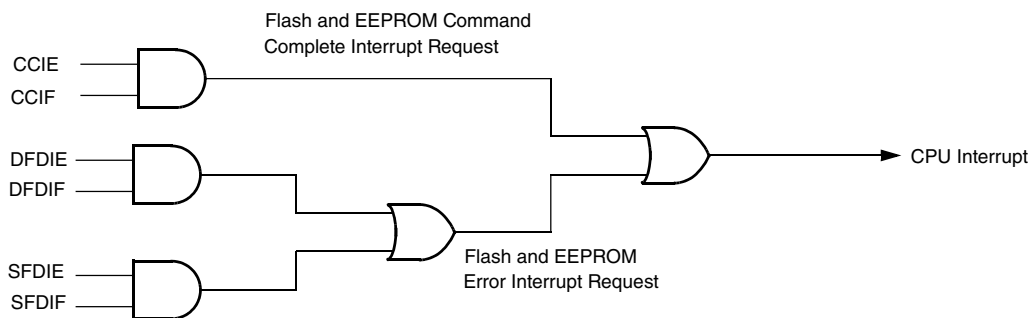 Flash and EEPROM Command
Complete Interrupt Request
CCIE
CCIF
DFDIE
DFDIF
CPU Interrupt
Flash and EEPROM
Error Interrupt Request
SFDIE
SFDIF